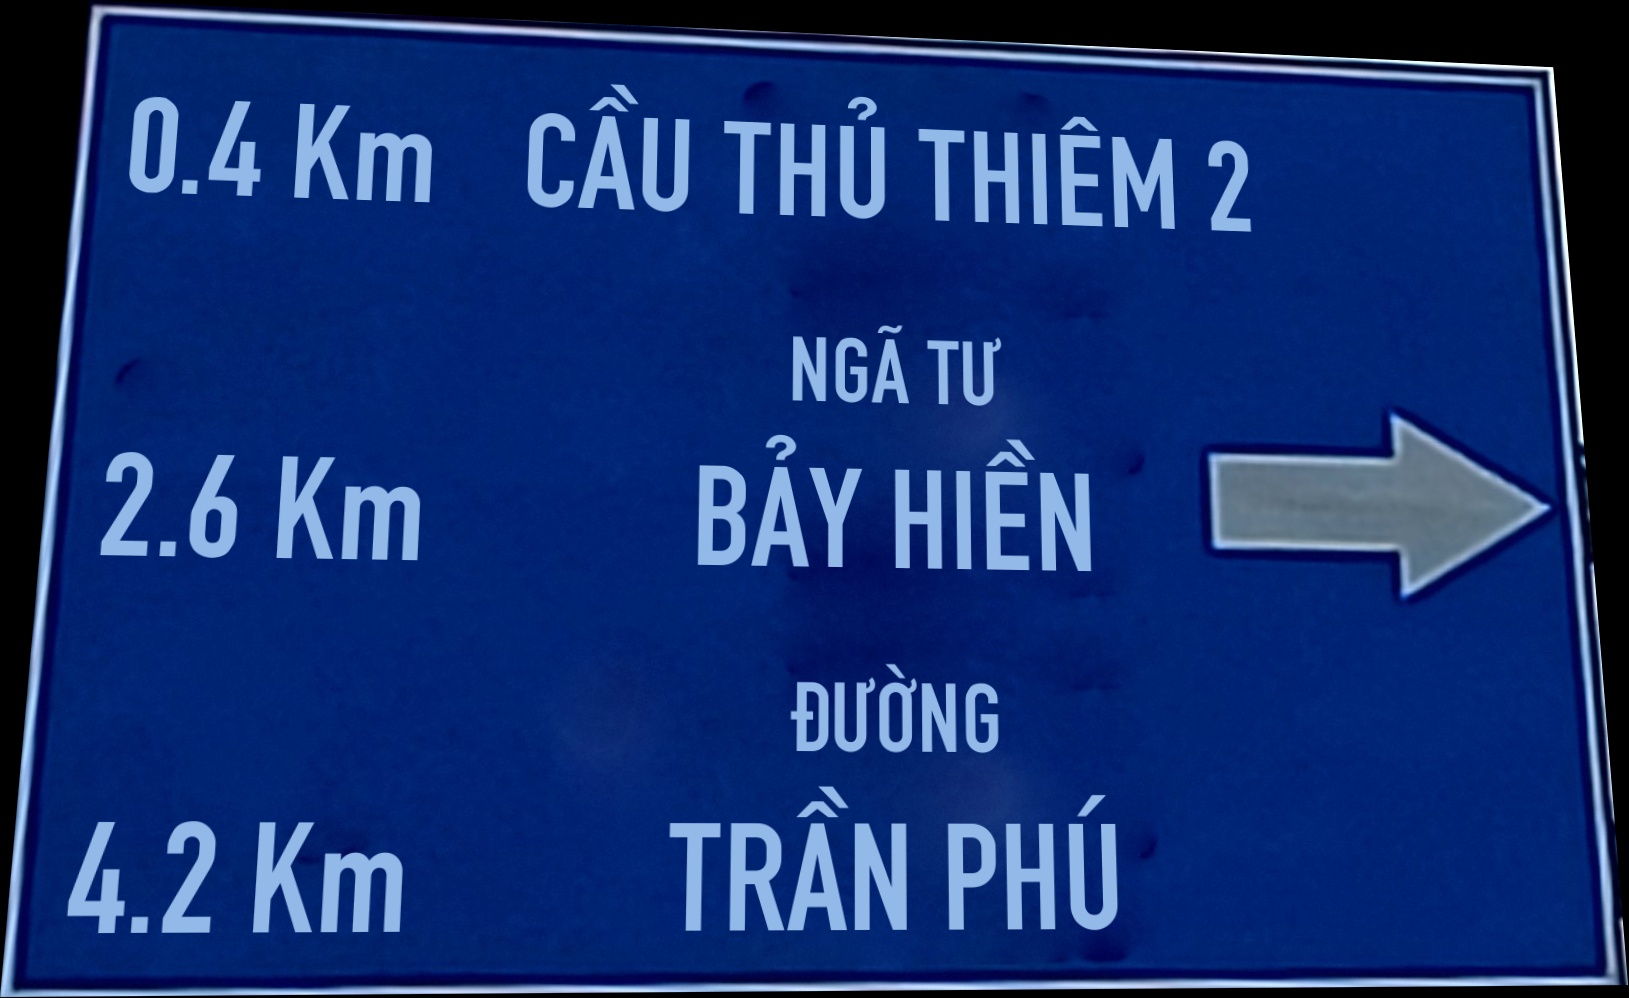 0.4 Km CẦU THỦ THIÊM 2
NGÃ TƯ
2.6 Km BẢY HIỀN
ĐƯỜNG
4.2 Km TRẦN PHÚ